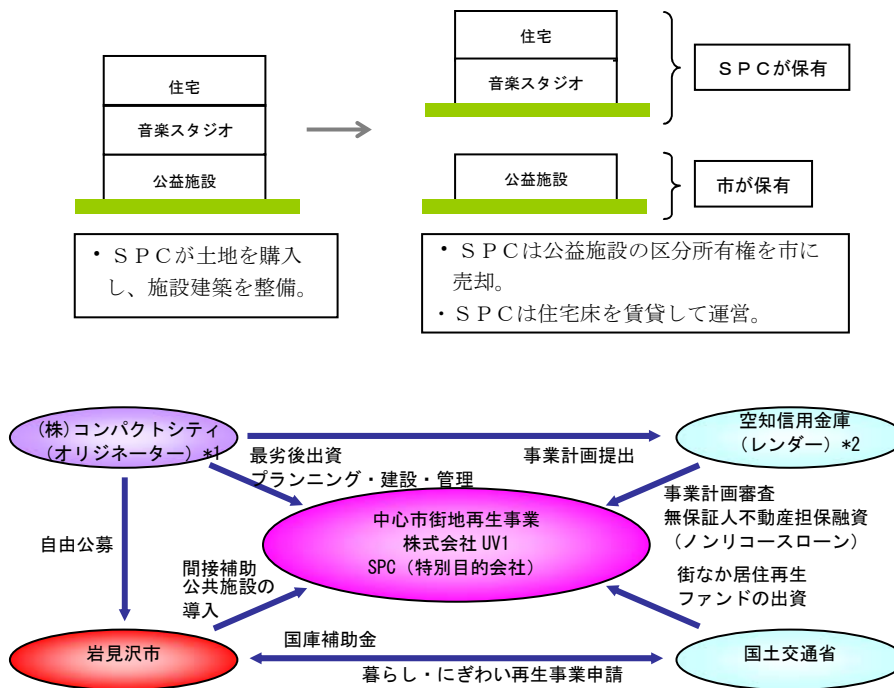 住宅
音楽スタジオ
公益施設
住宅
音楽スタジオ
ＳＰＣが保有
公益施設
市が保有
・ＳＰＣが土地を購入
し、施設建築を整備。
・ＳＰＣは公益施設の区分所有権を市に
売却。
・ＳＰＣは住宅床を賃貸して運営。
(株)コンパクトシティ
（オリジネーター）*1
空知信用金庫
（レンダー）*2
最劣後出資
プランニング・建設・管理
事業計画提出
中心市街地再生事業
株式会社 UV1
SPC（特別目的会社）
事業計画審査
無保証人不動産担保融資
（ノンリコースローン）
自由公募
間接補助
公共施設の
導入
街なか居住再生
ファンドの出資
岩見沢市
国庫補助金
暮らし・にぎわい再生事業申請
国土交通省